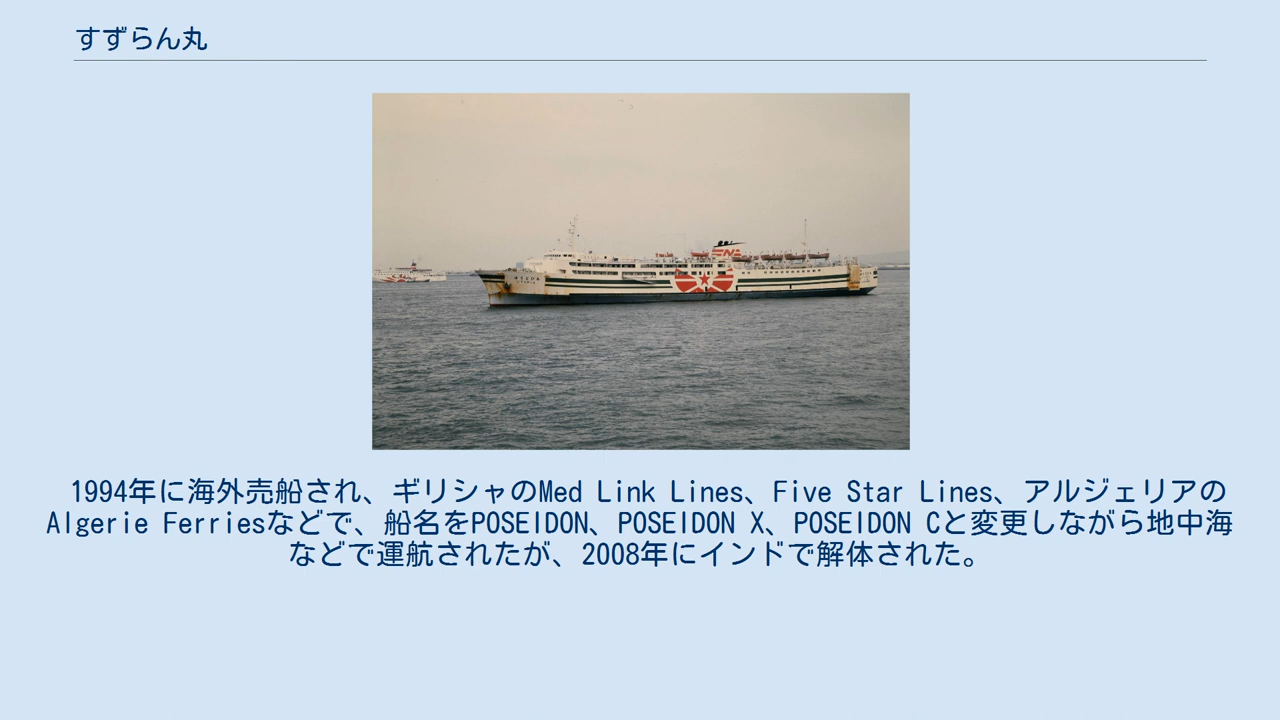 すずらん丸
1994年に海外売船され、ギリシャのMed Link Lines、Five Star Lines、アルジェリアの
Algerie Ferriesなどで、船名をPOSEIDON、POSEIDON X、POSEIDON Cと変更しながら地中海
などで運航されたが、2008年にインドで解体された。